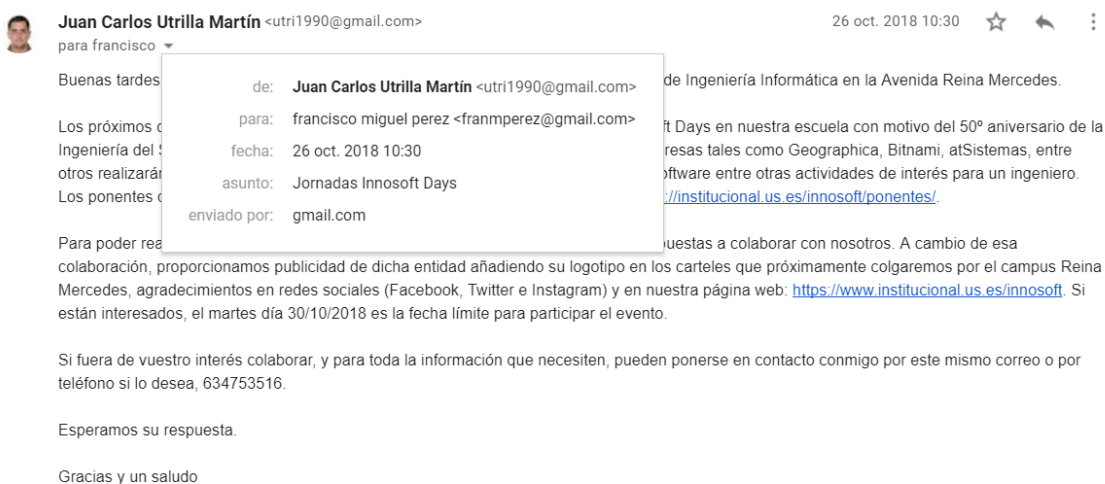 Juan Carlos Utrilla Martín <utri1990@gmail.com> 26 oct. 2018 10:30
para francisco
Buenas tardes de Ingeniería Informática en la Avenida Reina Mercedes.
de: Juan Carlos Utrilla Martín <utri1990@gmail.com>
para: francisco miguel perez <franmperez@gmail.com>
fecha: 26 oct. 2018 10:30
asunto: Jornadas Innosoft Days
enviado por: gmail.com
Los próximos ft Days en nuestra escuela con motivo del 50º aniversario de la
Ingeniería del resas tales como Geographica, Bitnami, atSistemas, entre
otros realizarán oftware entre otras actividades de interés para un ingeniero.
Los ponentes ://institucional.us.es/innosoft/ponentes/.
Para poder rea uestas a colaborar con nosotros. A cambio de esa
colaboración, proporcionamos publicidad de dicha entidad añadiendo su logotipo en los carteles que próximamente colgaremos por el campus Reina
Mercedes, agradecimientos en redes sociales (Facebook, Twitter e Instagram) y en nuestra página web: https://www.institucional.us.es/innosoft. Si
están interesados, el martes día 30/10/2018 es la fecha límite para participar el evento.
Si fuera de vuestro interés colaborar, y para toda la información que necesiten, pueden ponerse en contacto conmigo por este mismo correo o por
teléfono si lo desea, 634753516.
Esperamos su respuesta.
Gracias y un saludo